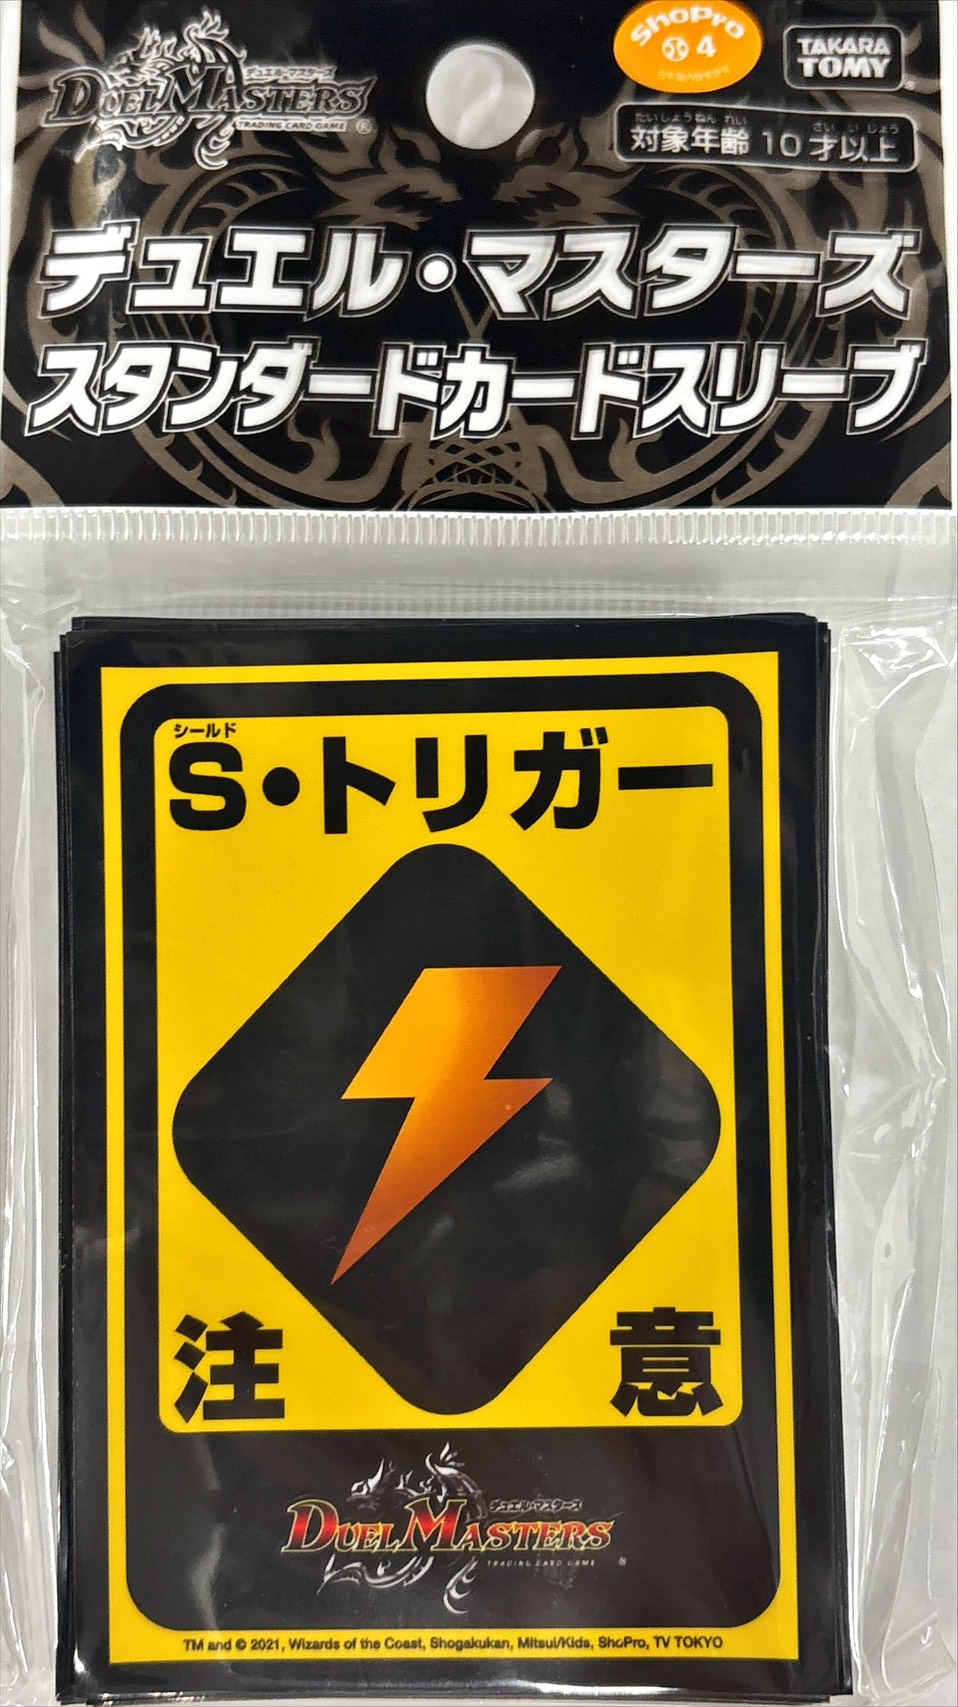 デュエル・マスターズ
DUEL MASTERS
TRADING CARD GAME ®
ShoPro
4
TAKARA
TOMY
たいしょうねんれい さいいじょう
対象年齢 10才以上
デュエル・マスターズ
スタンダードカードスリーブ
シールド
S・トリガー
注意
デュエル・マスターズ
DUEL MASTERS
TRADING CARD GAME ®
TM and © 2021, Wizards of the Coast, Shogakukan, Mitsui/Kids, ShoPro, TV TOKYO